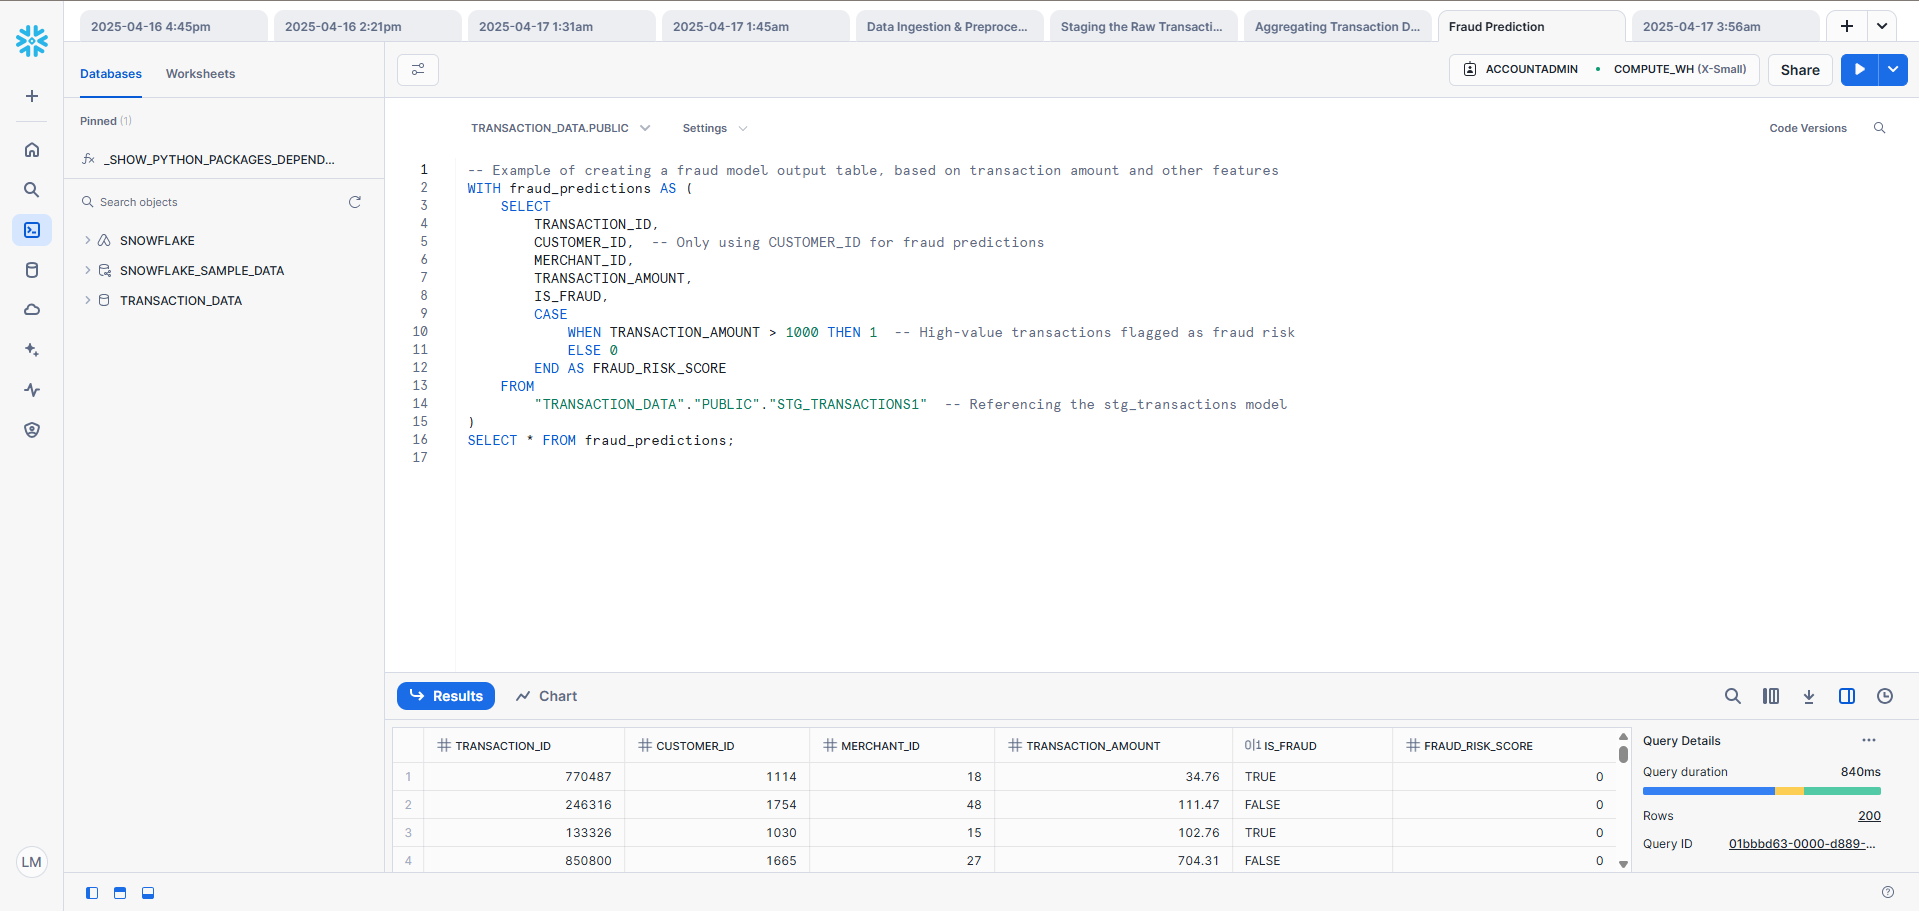 2025-04-16 4:45pm
2025-04-16 2:21pm
2025-04-17 1:31am
2025-04-17 1:45am
Data Ingestion & Preproce...
Staging the Raw Transacti...
Aggregating Transaction D...
Fraud Prediction
2025-04-17 3:56am
Databases
Worksheets
ACCOUNTADMIN
COMPUTE_WH (X-Small)
Share
Pinned (1)
_SHOW_PYTHON_PACKAGES_DEPEND...
Search objects
SNOWFLAKE
SNOWFLAKE_SAMPLE_DATA
TRANSACTION_DATA
TRANSACTION_DATA.PUBLIC
Settings
Code Versions
1 -- Example of creating a fraud model output table, based on transaction amount and other features
2 WITH fraud_predictions AS (
3 SELECT
4 TRANSACTION_ID,
5 CUSTOMER_ID, -- Only using CUSTOMER_ID for fraud predictions
6 MERCHANT_ID,
7 TRANSACTION_AMOUNT,
8 IS_FRAUD,
9 CASE
10 WHEN TRANSACTION_AMOUNT > 1000 THEN 1 -- High-value transactions flagged as fraud risk
11 ELSE 0
12 END AS FRAUD_RISK_SCORE
13 FROM
14 "TRANSACTION_DATA"."PUBLIC"."STG_TRANSACTIONS1" -- Referencing the stg_transactions model
15 )
16 SELECT * FROM fraud_predictions;
17
Results
Chart
TRANSACTION_ID CUSTOMER_ID MERCHANT_ID TRANSACTION_AMOUNT 0|1 IS_FRAUD FRAUD_RISK_SCORE
1 770487 1114 18 34.76 TRUE 0
2 246316 1754 48 111.47 FALSE 0
3 133326 1030 15 102.76 TRUE 0
4 850800 1665 27 704.31 FALSE 0
Query Details
Query duration 840ms
Rows 200
Query ID 01bbbd63-0000-d889-...
LM